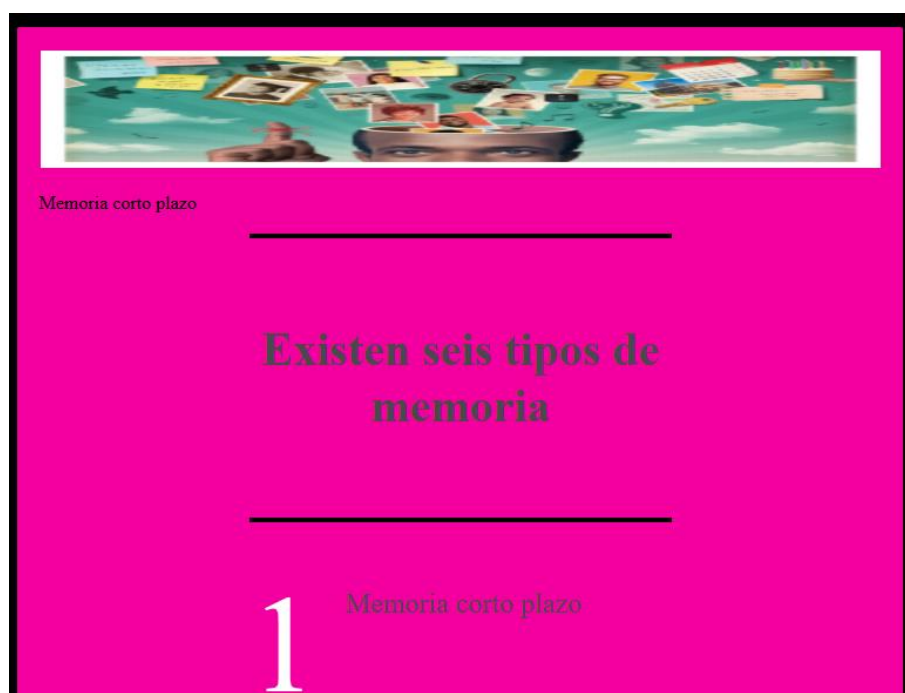 Memoria corto plazo
Existen seis tipos de
memoria
1
Memoria corto plazo